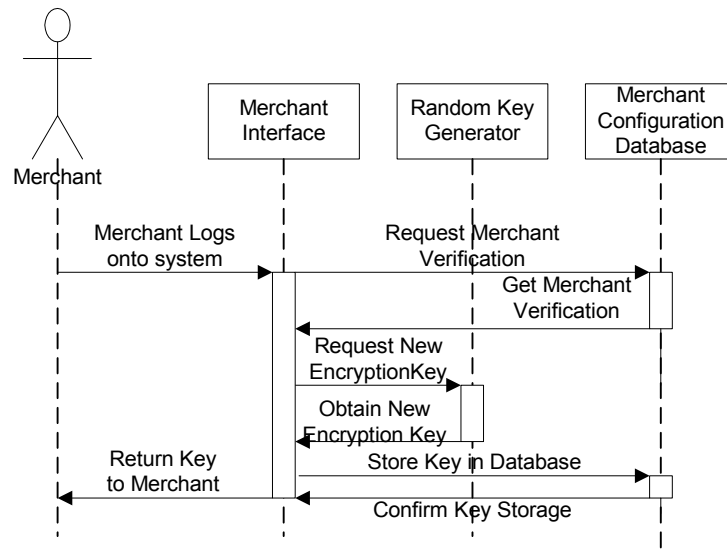 Merchant
Merchant
Interface
Random Key
Generator
Merchant
Configuration
Database
Merchant Logs
onto system
Request Merchant
Verification
Get Merchant
Verification
Request New
EncryptionKey
Obtain New
Encryption Key
Store Key in Database
Return Key
to Merchant
Confirm Key Storage